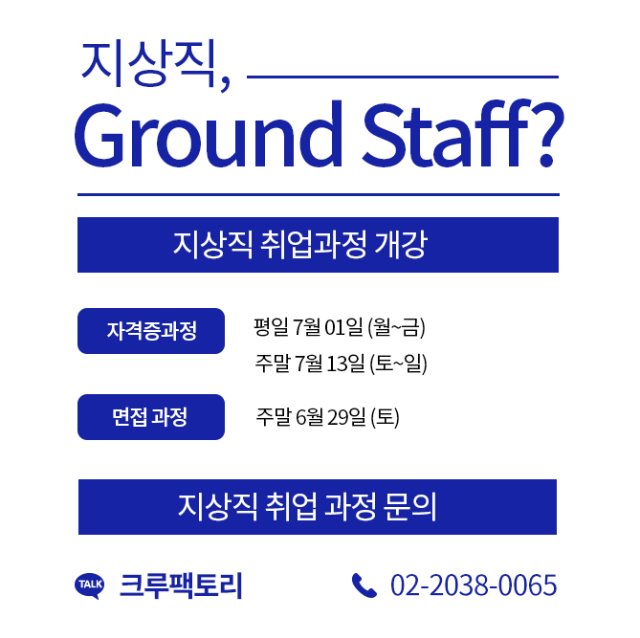 지상직,
Ground Staff?
지상직 취업과정 개강
자격증과정
평일 7월 01일 (월~금)
주말 7월 13일 (토~일)
면접 과정
주말 6월 29일 (토)
지상직 취업 과정 문의
TALK 크루팩토리
02-2038-0065